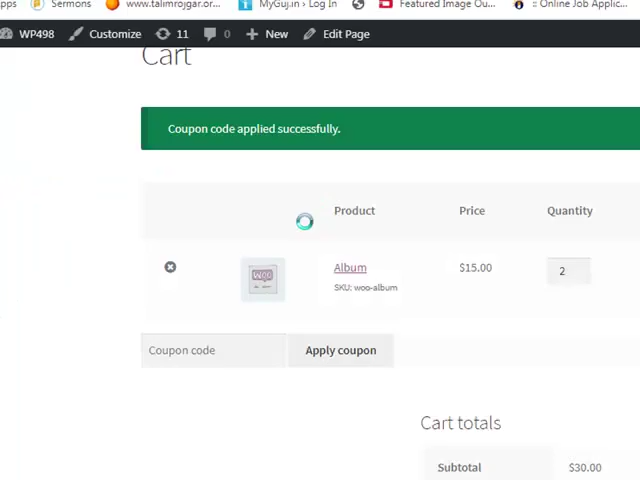 pps Sermons www.talimrojgar.or... MyGuj.in › Log In Featured Image Ou... :: Online Job Applic...
WP498 Customize 11 0 New Edit Page
Cart
Coupon code applied successfully.
Product Price Quantity
Album $15.00 2
SKU: woo-album
WOO
Coupon code Apply coupon
Cart totals
Subtotal $30.00